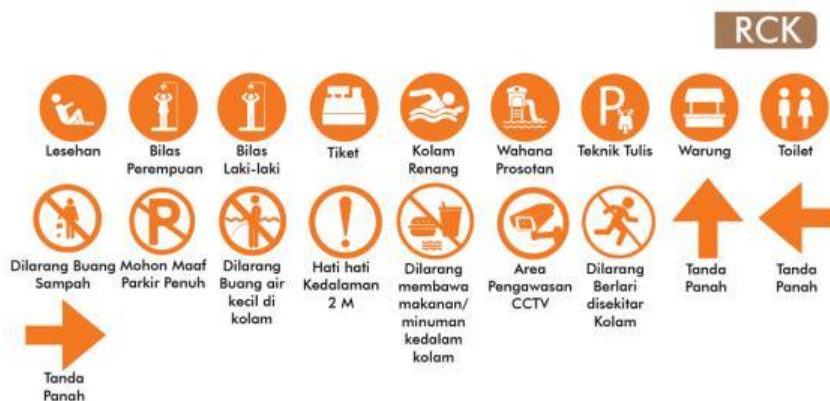 RCK
Lesehan
Bilas
Perempuan
Bilas
Laki-laki
Tiket
Kolam
Renang
Wahana
Prosotan
P
Teknik Tulis
Warung
Toilet
Dilarang Buang
Sampah
P
Mohon Maaf
Parkir Penuh
Dilarang
Buang air
kecil di
kolam
!
Hati hati
Kedalaman
2 M
Dilarang
membawa
makanan/
minuman
kedalam
kolam
Area
Pengawasan
CCTV
Dilarang
Berlari
disekitar
Kolam
Tanda
Panah
Tanda
Panah
Tanda
Panah